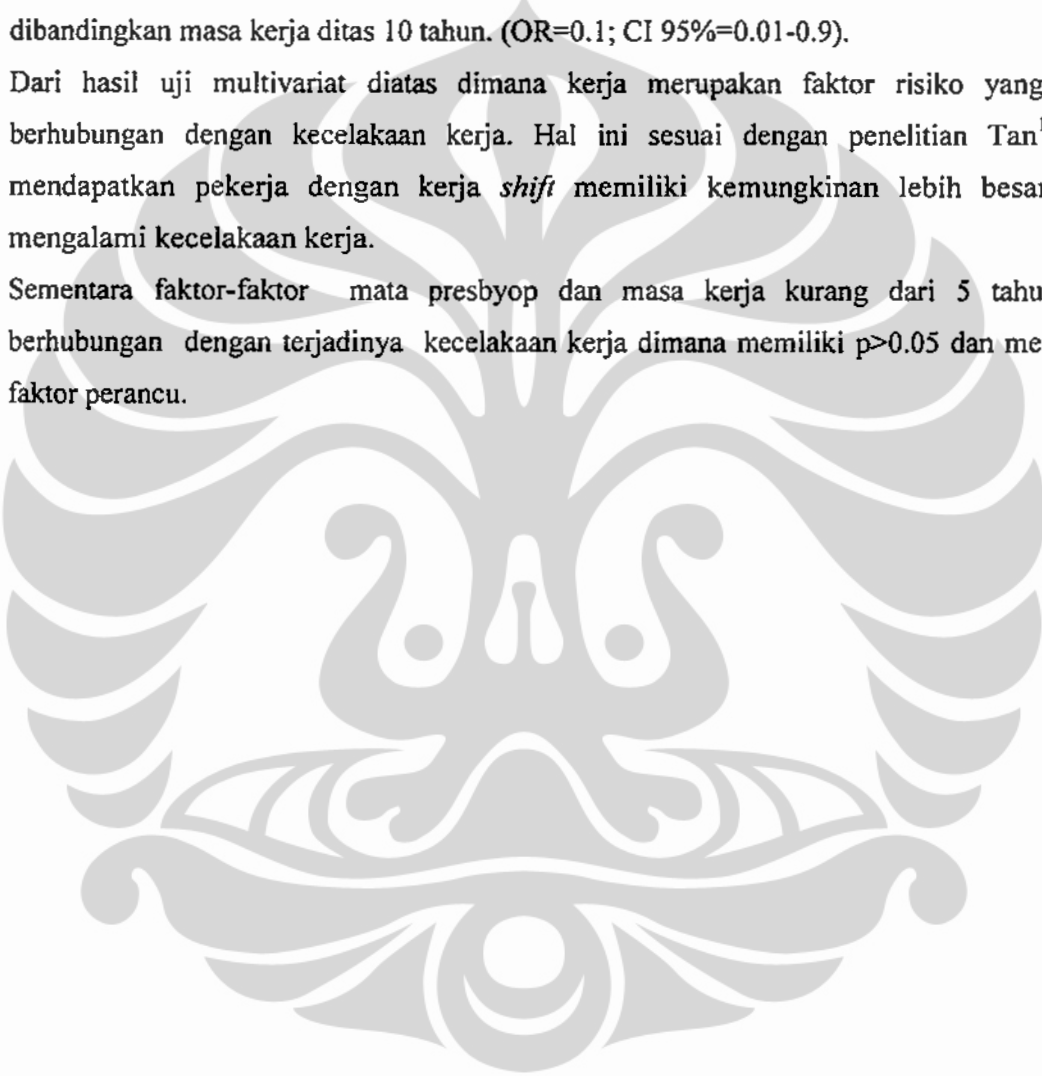 dibandingkan masa kerja ditas 10 tahun. (OR=0.1; CI 95%=0.01-0.9).
Dari hasil uji multivariat diatas dimana kerja merupakan faktor risiko yang
berhubungan dengan kecelakaan kerja. Hal ini sesuai dengan penelitian Tan¹
mendapatkan pekerja dengan kerja shift memiliki kemungkinan lebih besar
mengalami kecelakaan kerja.
Sementara faktor-faktor mata presbyop dan masa kerja kurang dari 5 tahu
berhubungan dengan terjadinya kecelakaan kerja dimana memiliki p>0.05 dan me
faktor perancu.